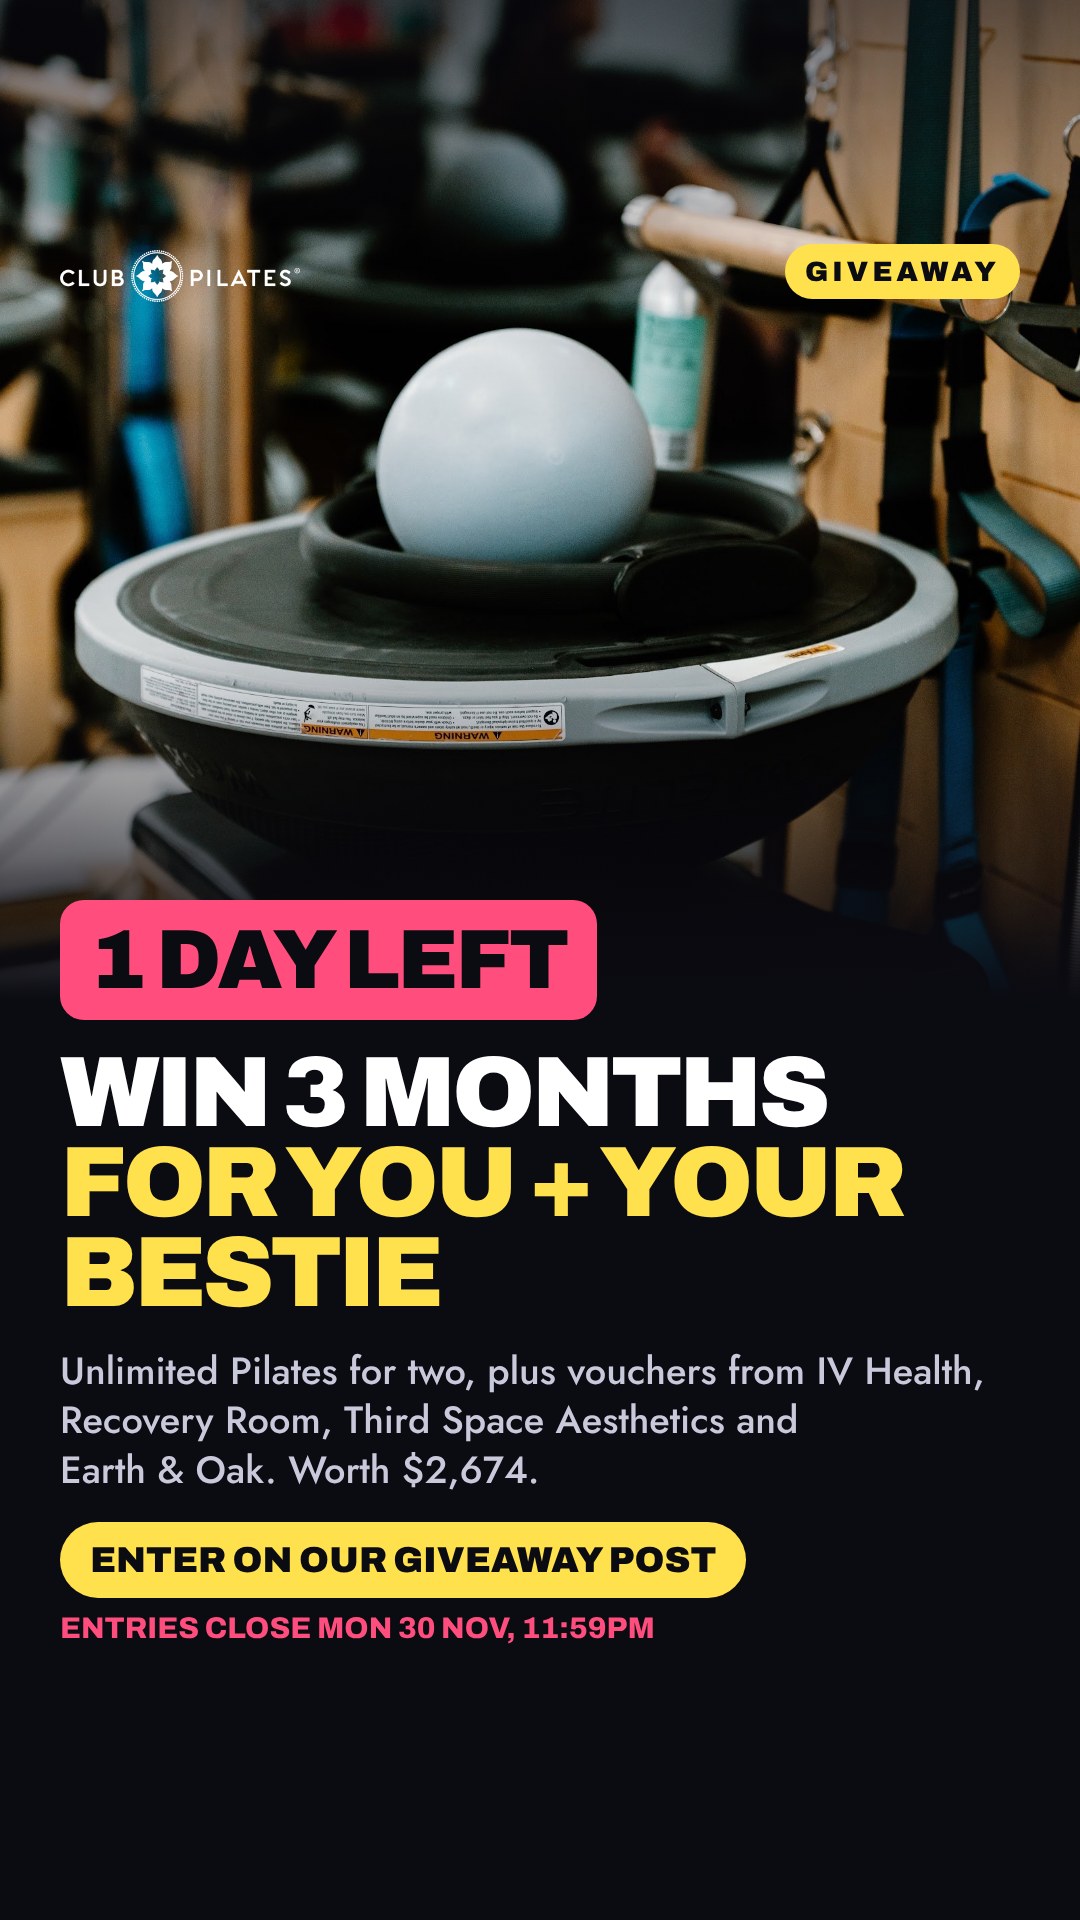 CLUB PILATES®
GIVEAWAY
WARNING
WARNING
1 DAY LEFT
WIN 3 MONTHS
FOR YOU + YOUR
BESTIE
Unlimited Pilates for two, plus vouchers from IV Health,
Recovery Room, Third Space Aesthetics and
Earth & Oak. Worth $2,674.
ENTER ON OUR GIVEAWAY POST
ENTRIES CLOSE MON 30 NOV, 11:59PM